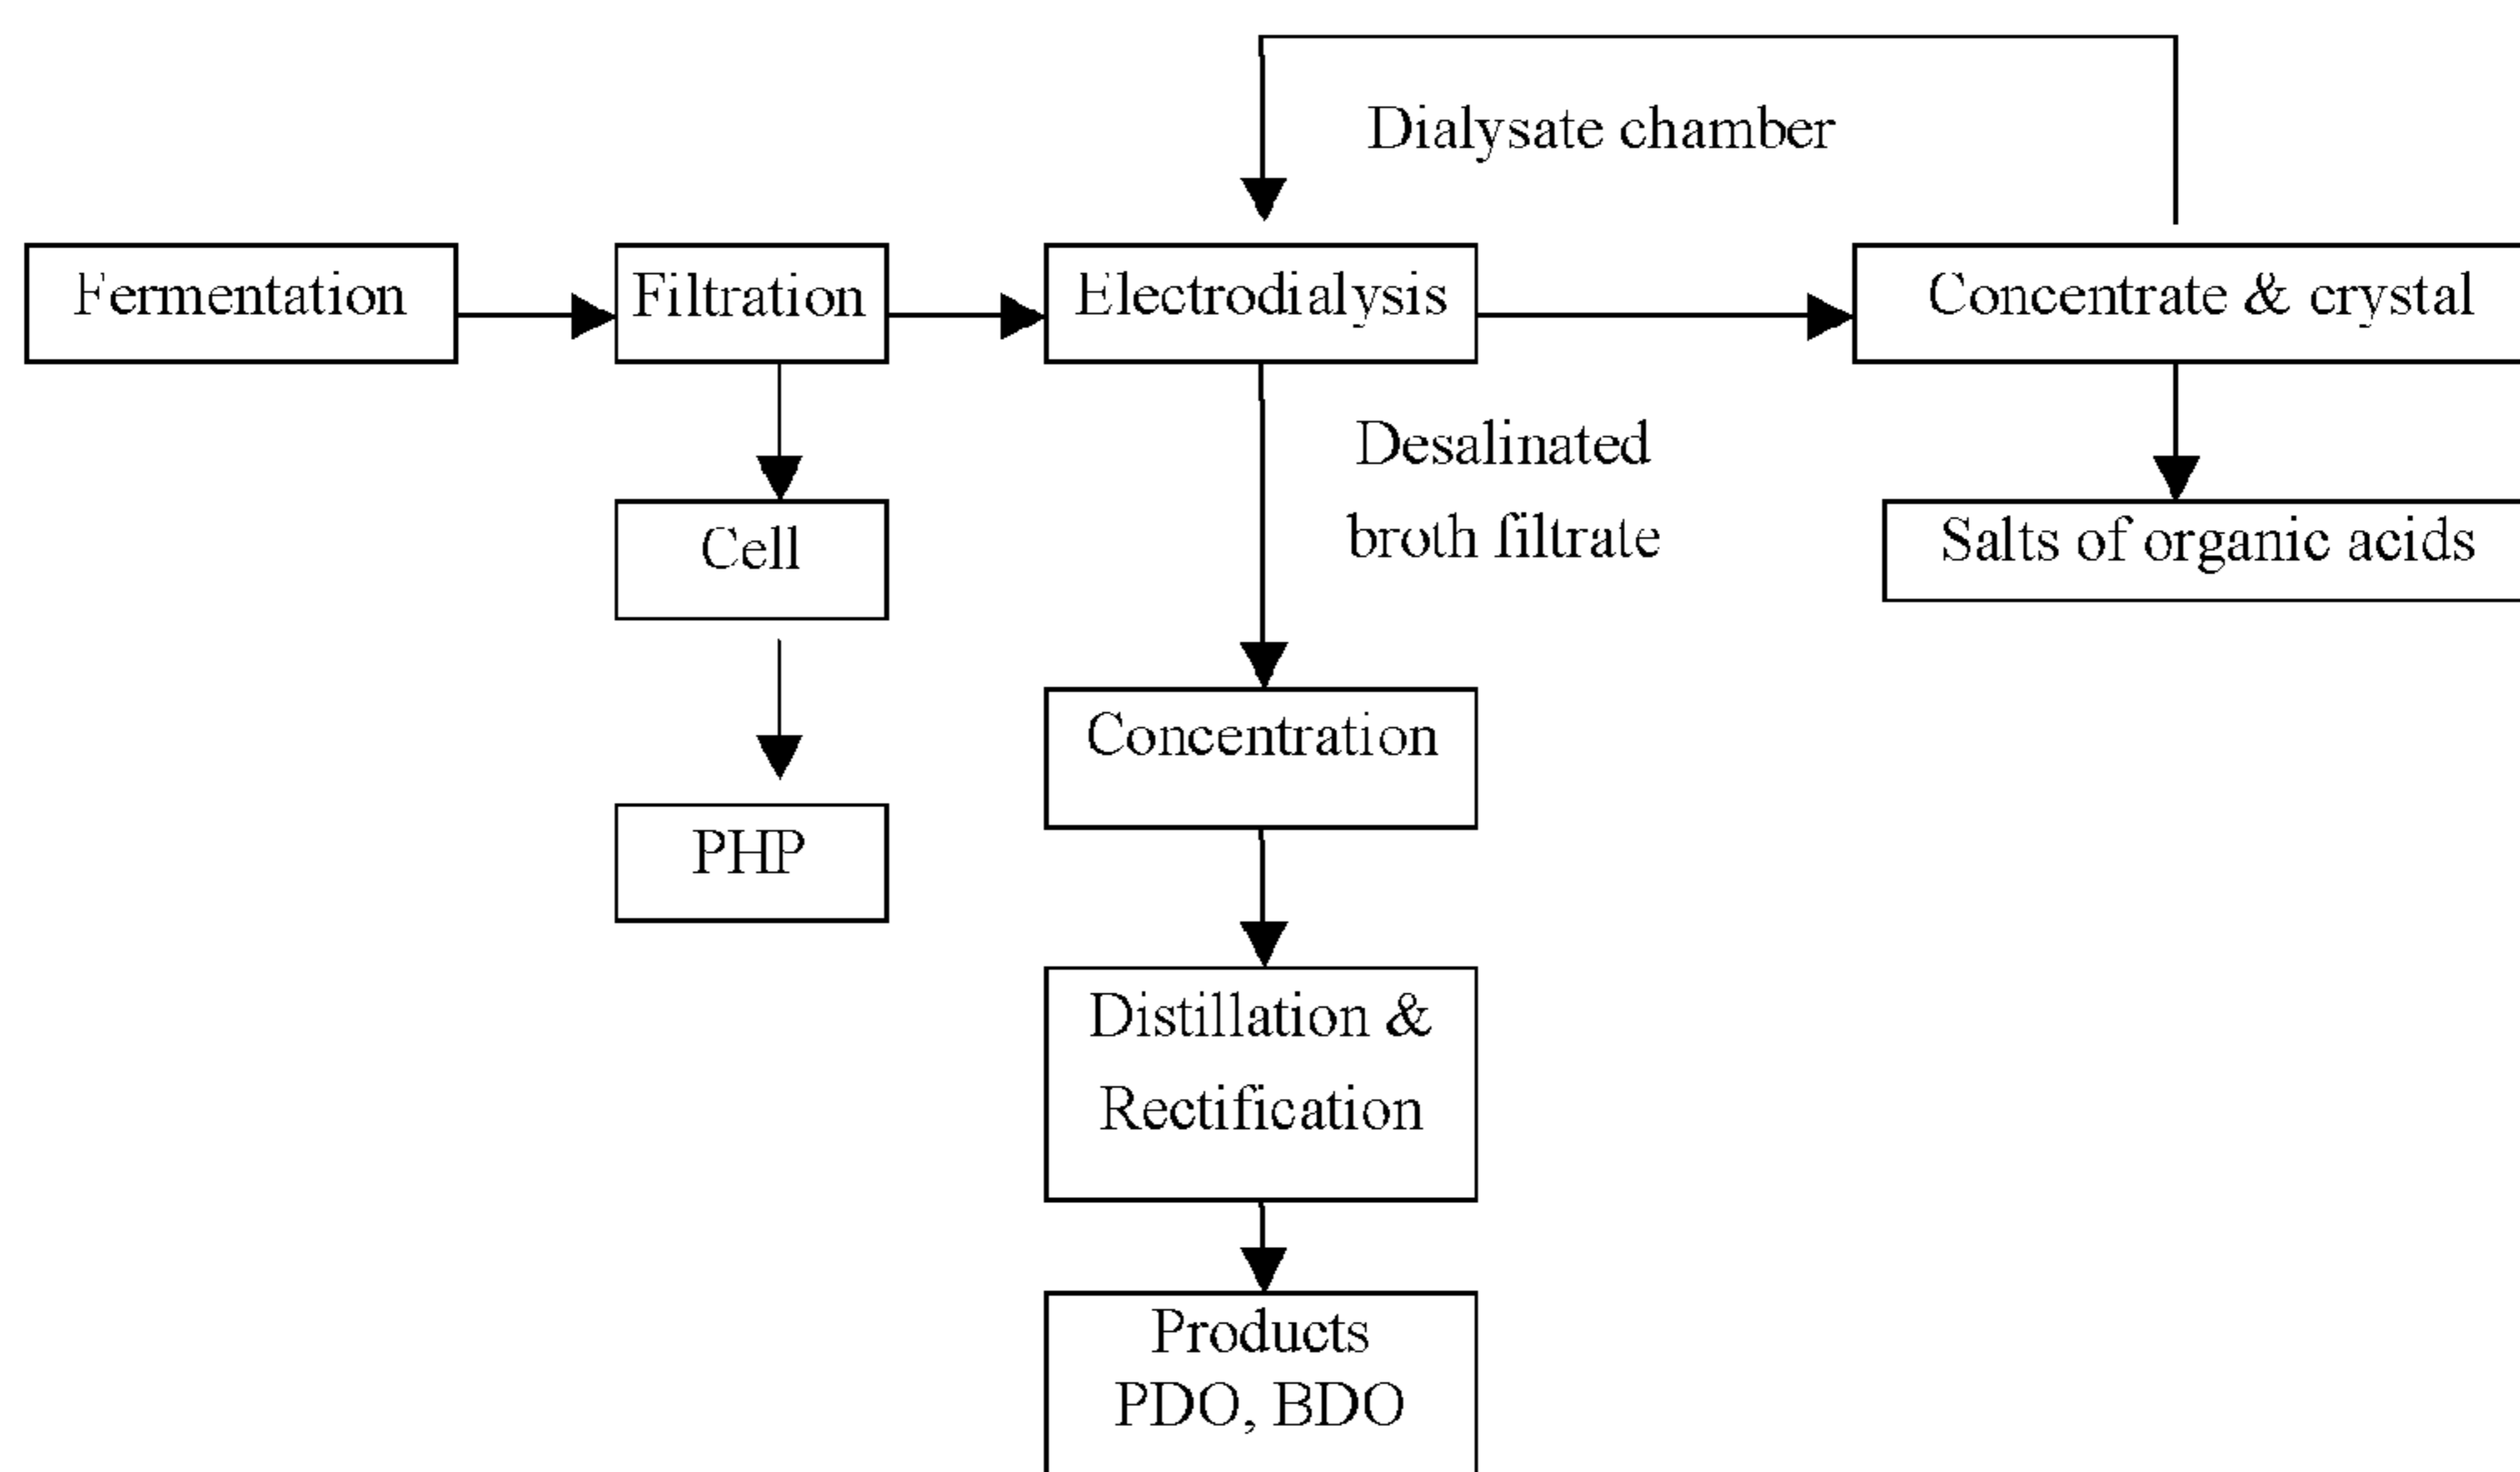 Dialysate chamber
Fermentation
Filtration
Electrodialysis
Concentrate & crystal
Desalinated
broth filtrate
Cell
Salts of organic acids
Concentration
PHP
Distillation &
Rectification
Products
PDO, BDO